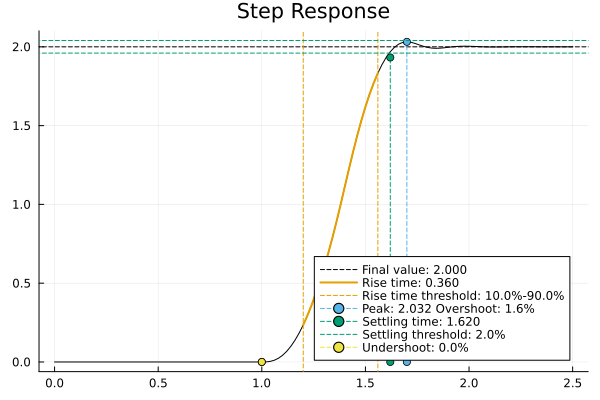 Step Response
2.0
1.5
1.0
0.5
0.0
Final value: 2.000
Rise time: 0.360
Rise time threshold: 10.0%-90.0%
Peak: 2.032 Overshoot: 1.6%
Settling time: 1.620
Settling threshold: 2.0%
Undershoot: 0.0%
0.0 0.5 1.0 1.5 2.0 2.5